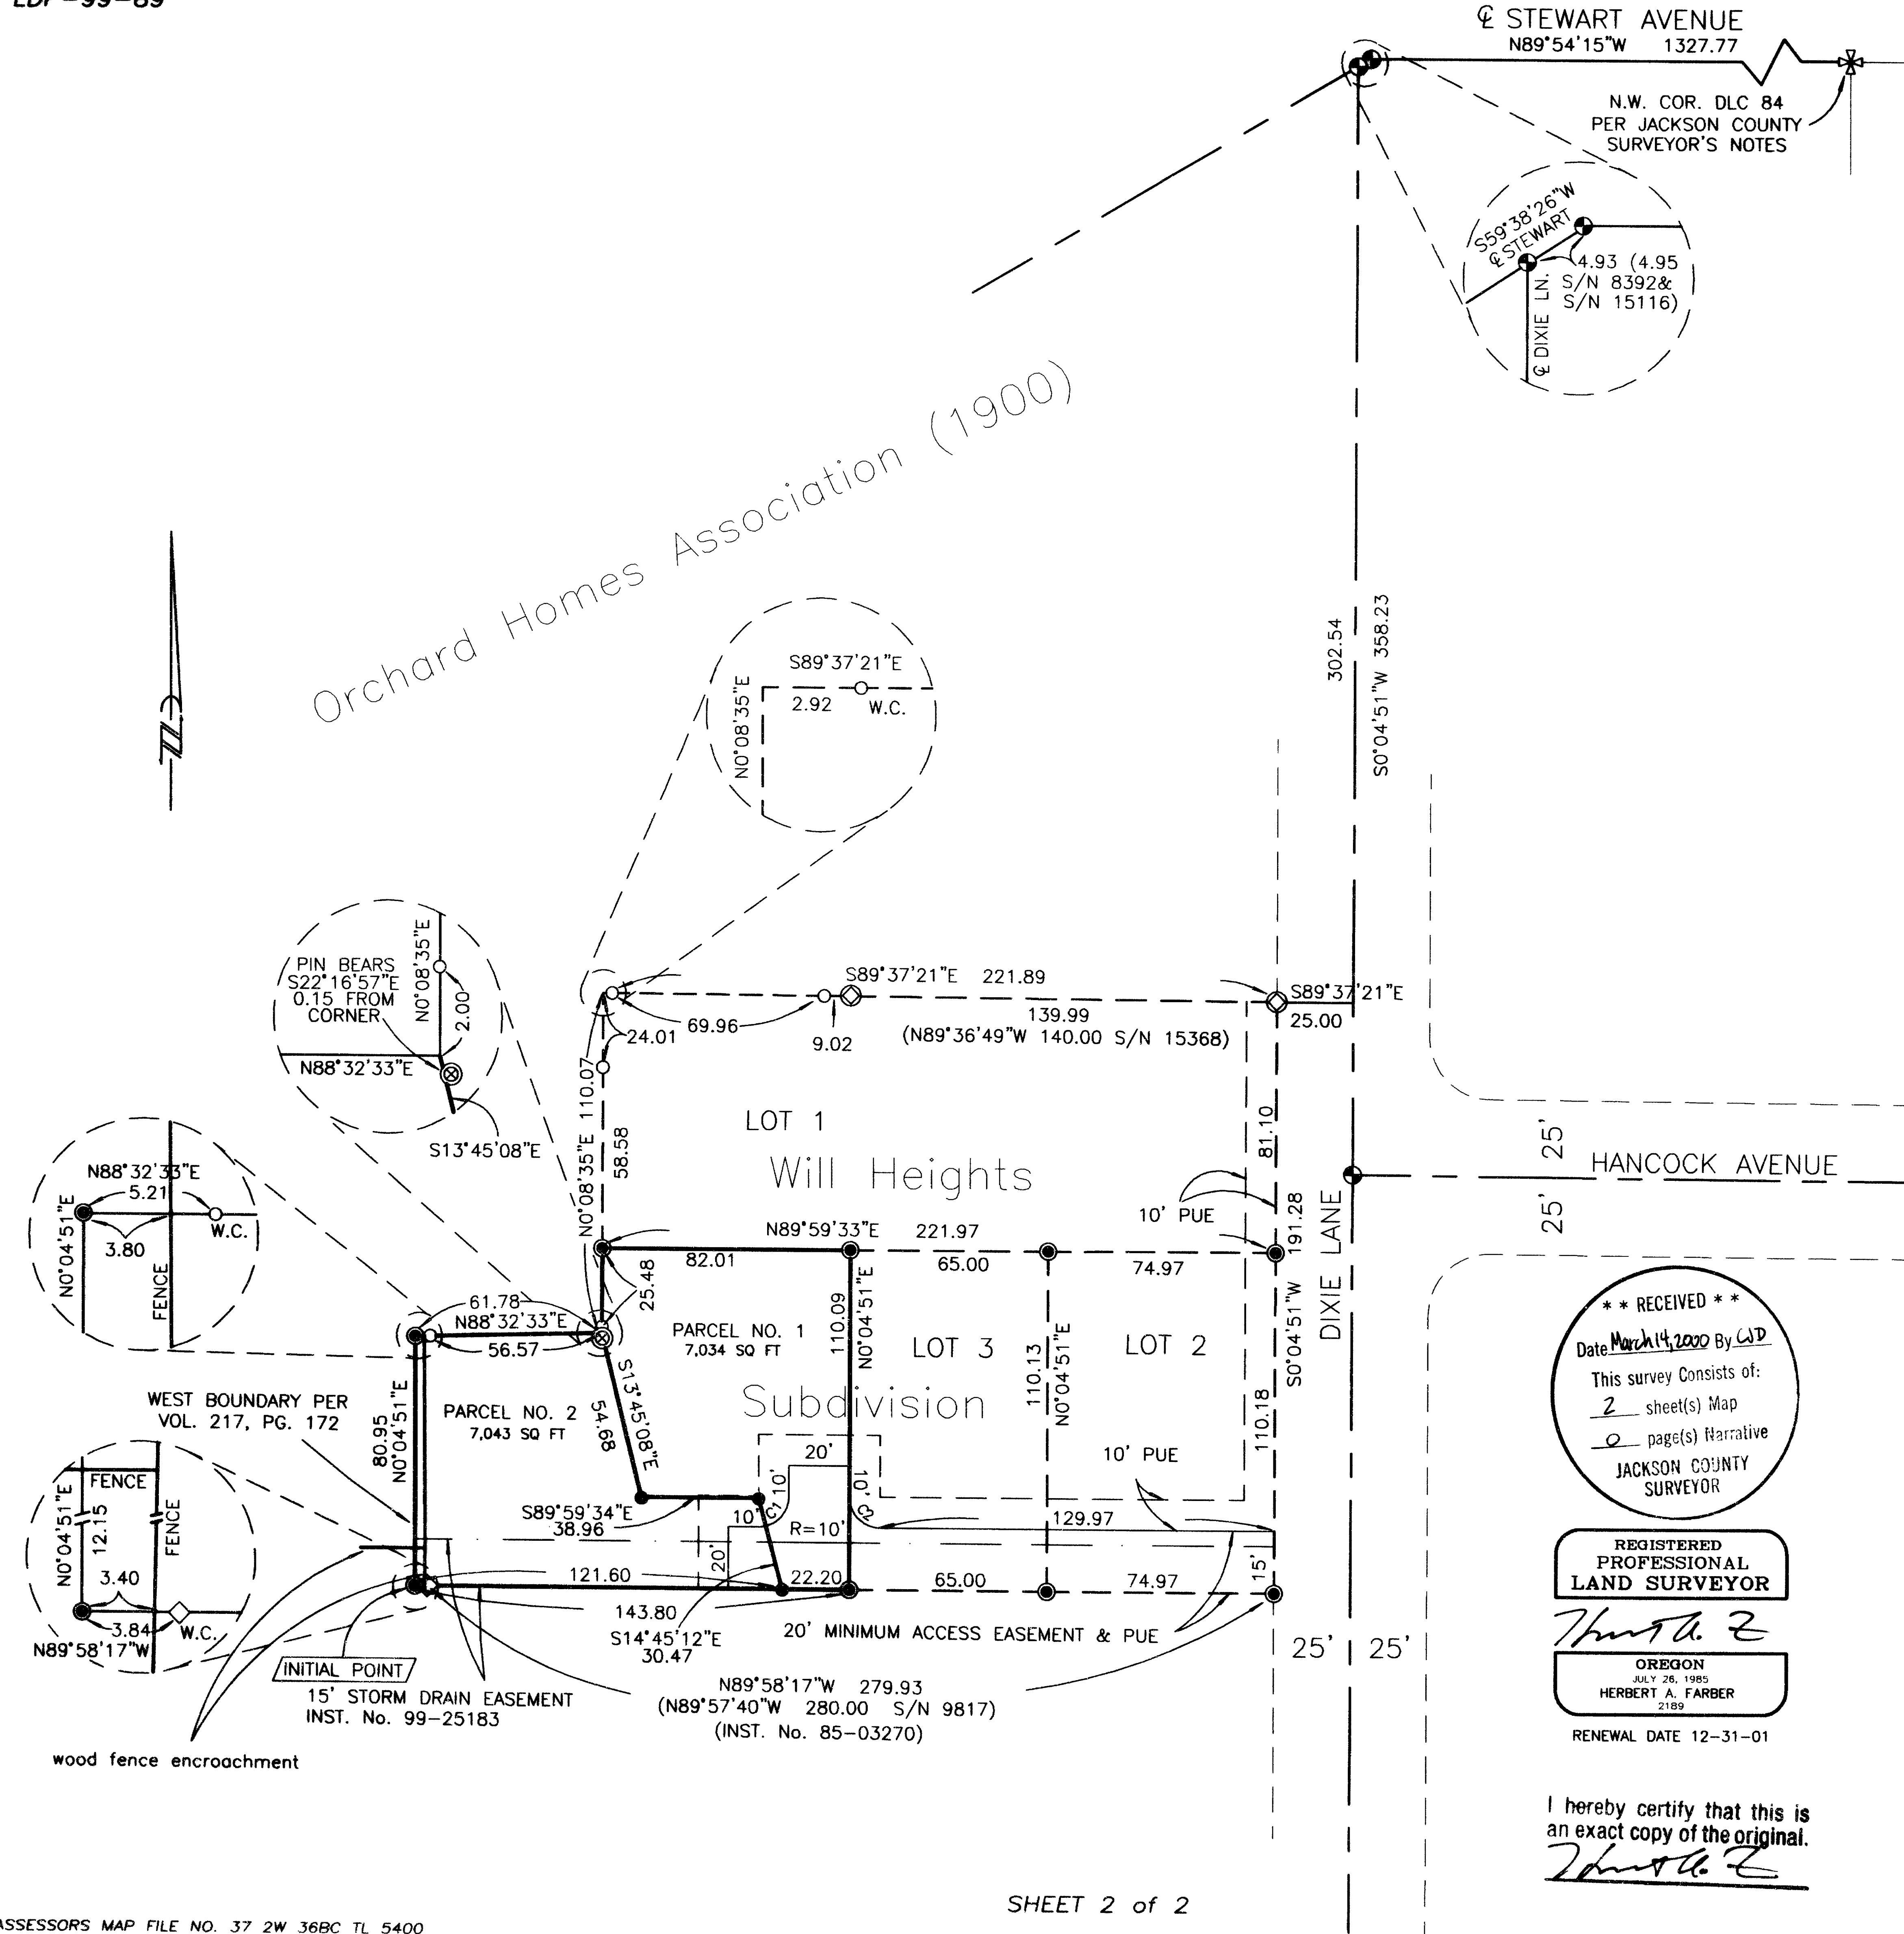 LDP-99-89
℄ STEWART AVENUE
N89°54'15"W 1327.77
N.W. COR. DLC 84
PER JACKSON COUNTY
SURVEYOR'S NOTES
S59°38'26"W
℄ STEWART
4.93 (4.95
S/N 8392&
S/N 15116)
℄ DIXIE LN.
Orchard Homes Association (1900)
302.54
S0°04'51"W 358.23
S89°37'21"E
2.92 W.C.
N0°08'35"E
PIN BEARS
S22°16'57"E
0.15 FROM
CORNER
N0°08'35"E
2.00
N88°32'33"E
S13°45'08"E
S89°37'21"E 221.89
S89°37'21"E
25.00
69.96
24.01
9.02
139.99
(N89°36'49"W 140.00 S/N 15368)
N0°08'35"E 110.07
58.58
LOT 1
Will Heights
81.10
10' PUE
25'
HANCOCK AVENUE
25'
N88°32'33"E
5.21
W.C.
3.80
N0°04'51"E
FENCE
N89°59'33"E 221.97
82.01
65.00
74.97
25.48
S0°04'51"W 191.28
DIXIE LANE
61.78
N88°32'33"E
56.57
PARCEL NO. 1
7,034 SQ FT
110.09
N0°04'51"E
LOT 3
110.13
N0°04'51"E
LOT 2
110.18
WEST BOUNDARY PER
VOL. 217, PG. 172
80.95
N0°04'51"E
PARCEL NO. 2
7,043 SQ FT
S13°45'08"E
54.68
Subdivision
20'
10'
10'
10' PUE
FENCE
N0°04'51"E
12.15
FENCE
3.40
3.84
W.C.
N89°58'17"W
S89°59'34"E
38.96
10'
C1
C2
R=10'
129.97
20'
15'
121.60
22.20
65.00
74.97
143.80
S14°45'12"E
30.47
20' MINIMUM ACCESS EASEMENT & PUE
25'
25'
INITIAL POINT
15' STORM DRAIN EASEMENT
INST. No. 99-25183
N89°58'17"W 279.93
(N89°57'40"W 280.00 S/N 9817)
(INST. No. 85-03270)
wood fence encroachment
* * RECEIVED * *
Date March 14, 2000 By CJD
This survey Consists of:
2 sheet(s) Map
0 page(s) Narrative
JACKSON COUNTY
SURVEYOR
REGISTERED
PROFESSIONAL
LAND SURVEYOR
OREGON
JULY 26, 1985
HERBERT A. FARBER
2189
RENEWAL DATE 12-31-01
I hereby certify that this is
an exact copy of the original.
SHEET 2 of 2
ASSESSORS MAP FILE NO. 37 2W 36BC TL 5400